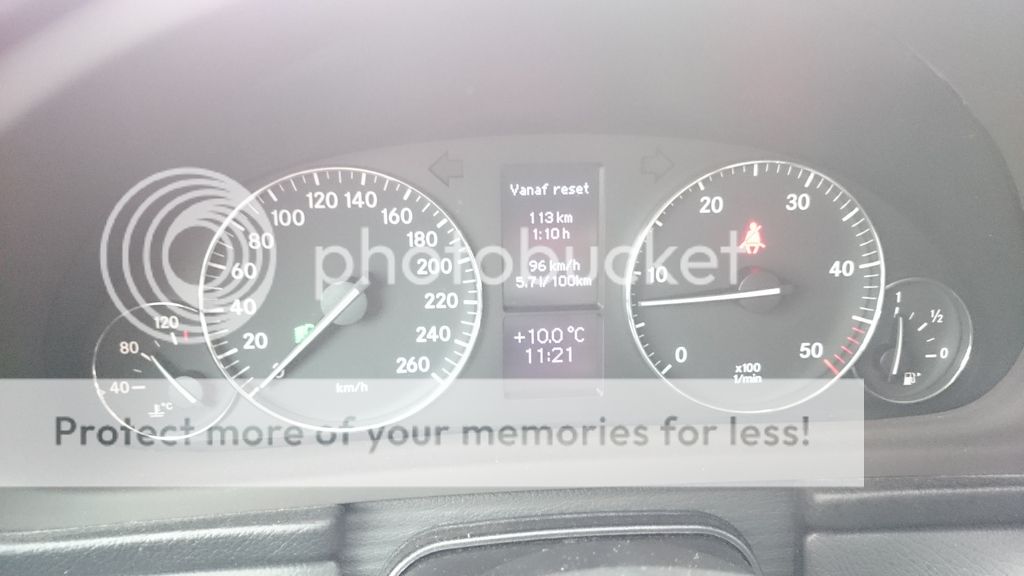 120 140
100
160
80
180
60
200
40
220
20
240
0
260
km/h
120
80
40
°C
Vanaf reset
113 km
1:10 h
96 km/h
5.7l/100km
+10.0 °C
11:21
20
30
10
40
0
50
x100
1/min
1
½
0
photobucket
Protect more of your memories for less!